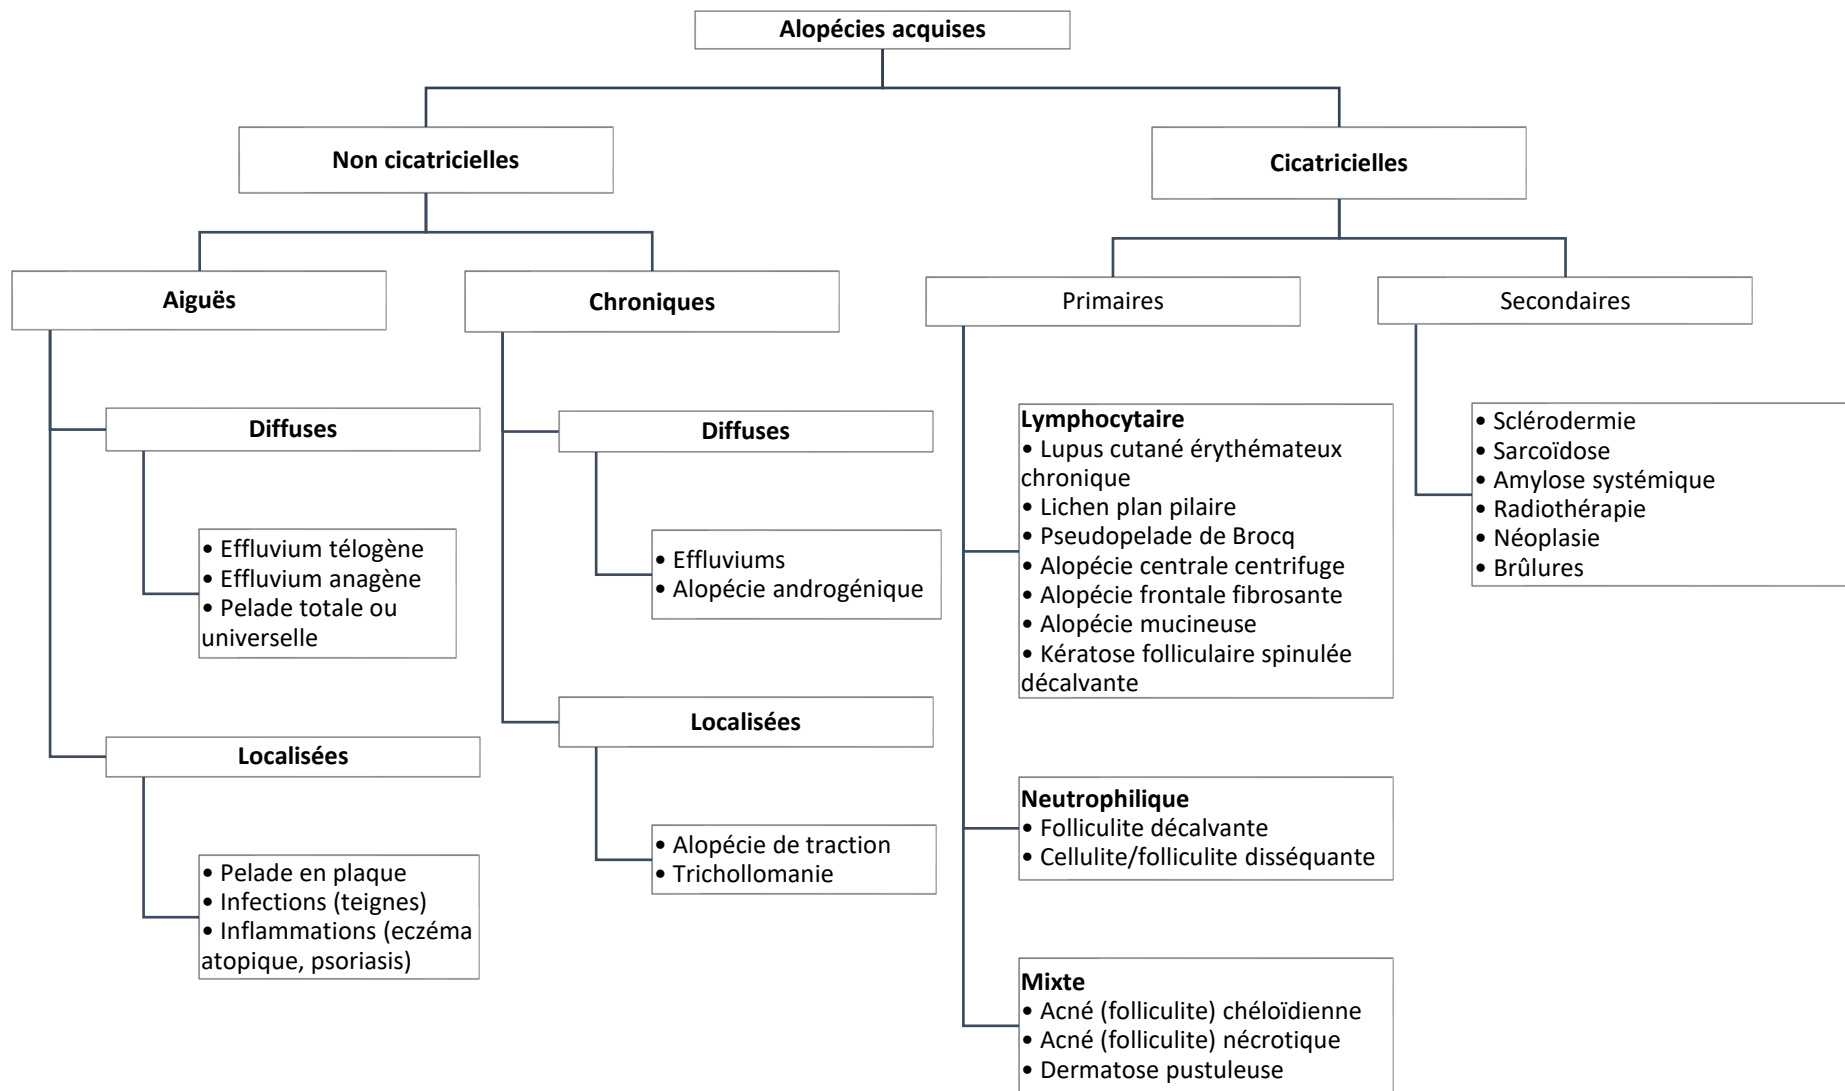 Alopécies acquises
Non cicatricielles
Cicatricielles
Aiguës
Chroniques
Primaires
Secondaires
Diffuses
• Effluvium télogène
• Effluvium anagène
• Pelade totale ou
universelle
Localisées
• Pelade en plaque
• Infections (teignes)
• Inflammations (eczéma
atopique, psoriasis)
Diffuses
• Effluviums
• Alopécie androgénique
Localisées
• Alopécie de traction
• Trichollomanie
Lymphocytaire
• Lupus cutané érythémateux
chronique
• Lichen plan pilaire
• Pseudopelade de Brocq
• Alopécie centrale centrifuge
• Alopécie frontale fibrosante
• Alopécie mucineuse
• Kératose folliculaire spinulée
décalvante
Neutrophilique
• Folliculite décalvante
• Cellulite/folliculite disséquante
Mixte
• Acné (folliculite) chéloïdienne
• Acné (folliculite) nécrotique
• Dermatose pustuleuse
• Sclérodermie
• Sarcoïdose
• Amylose systémique
• Radiothérapie
• Néoplasie
• Brûlures